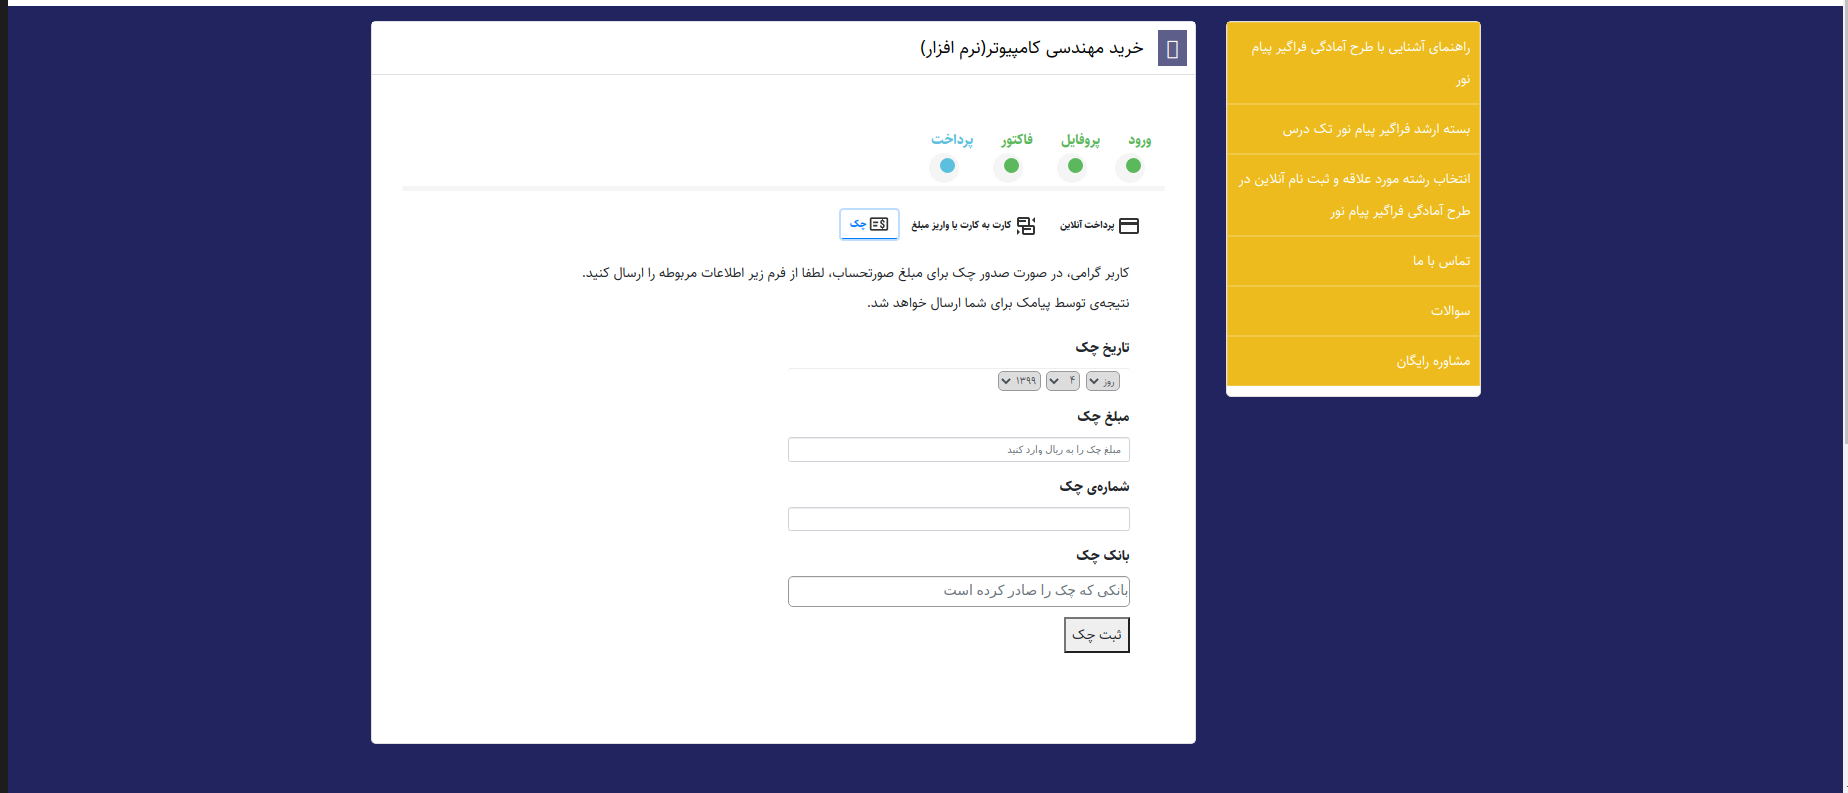 راهنمای آشنایی با طرح آمادگی فراگیر پیام
نور
بسته ارشد فراگیر پیام نور تک درس
انتخاب رشته مورد علاقه و ثبت نام آنلاین در
طرح آمادگی فراگیر پیام نور
تماس با ما
سوالات
مشاوره رایگان
خرید مهندسی کامپیوتر(نرم افزار)
ورود
پروفایل
فاکتور
پرداخت
پرداخت آنلاین
کارت به کارت یا واریز مبلغ
چک
کاربر گرامی، در صورت صدور چک برای مبلغ صورتحساب، لطفا از فرم زیر اطلاعات مربوطه را ارسال کنید.
نتیجه‌ی توسط پیامک برای شما ارسال خواهد شد.
تاریخ چک
روز ۴ ۱۳۹۹
مبلغ چک
مبلغ چک را به ریال وارد کنید
شماره‌ی چک
بانک چک
بانکی که چک را صادر کرده است
ثبت چک